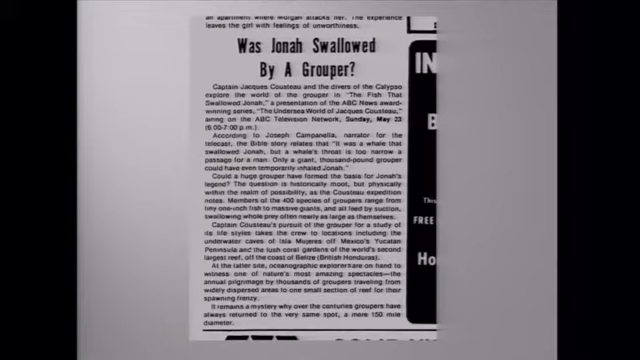 an apartment where Morgan attacks her. The experience
leaves the girl with feelings of unworthiness.
Was Jonah Swallowed
By A Grouper?
Captain Jacques Cousteau and the divers of the Calypso
explore the world of the grouper in "The Fish That
Swallowed Jonah," a presentation of the ABC News award-
winning series, "The Undersea World of Jacques Cousteau,"
airing on the ABC Television Network, Sunday, May 23
(6:00-7:00 p.m.)
According to Joseph Campanella, narrator for the
telecast, the Bible story relates that "It was a whale that
swallowed Jonah, but a whale's throat is too narrow a
passage for a man. Only a giant, thousand-pound grouper
could have even temporarily inhaled Jonah."
Could a huge grouper have formed the basis for Jonah's
legend? The question is historically moot, but physically
within the realm of possibility, as the Cousteau expedition
notes. Members of the 400 species of groupers range from
tiny one-inch fish to massive giants, and all feed by suction,
swallowing whole prey often nearly as large as themselves.
Captain Cousteau's pursuit of the grouper for a study of
its life styles takes the crew to locations including the
underwater caves of Isla Mujeres off Mexico's Yucatan
Peninsula and the lush coral gardens of the world's second
largest reef, off the coast of Belize (British Honduras).
At the latter site, oceanographic explorers are on hand to
witness one of nature's most amazing spectacles—the
annual pilgrimage by thousands of groupers traveling from
widely dispersed areas to one small section of reef for their
spawning frenzy.
It remains a mystery why over the centuries groupers have
always returned to the very same spot, a mere 150 mile
diameter.
IN
B
This
FREE
Ho